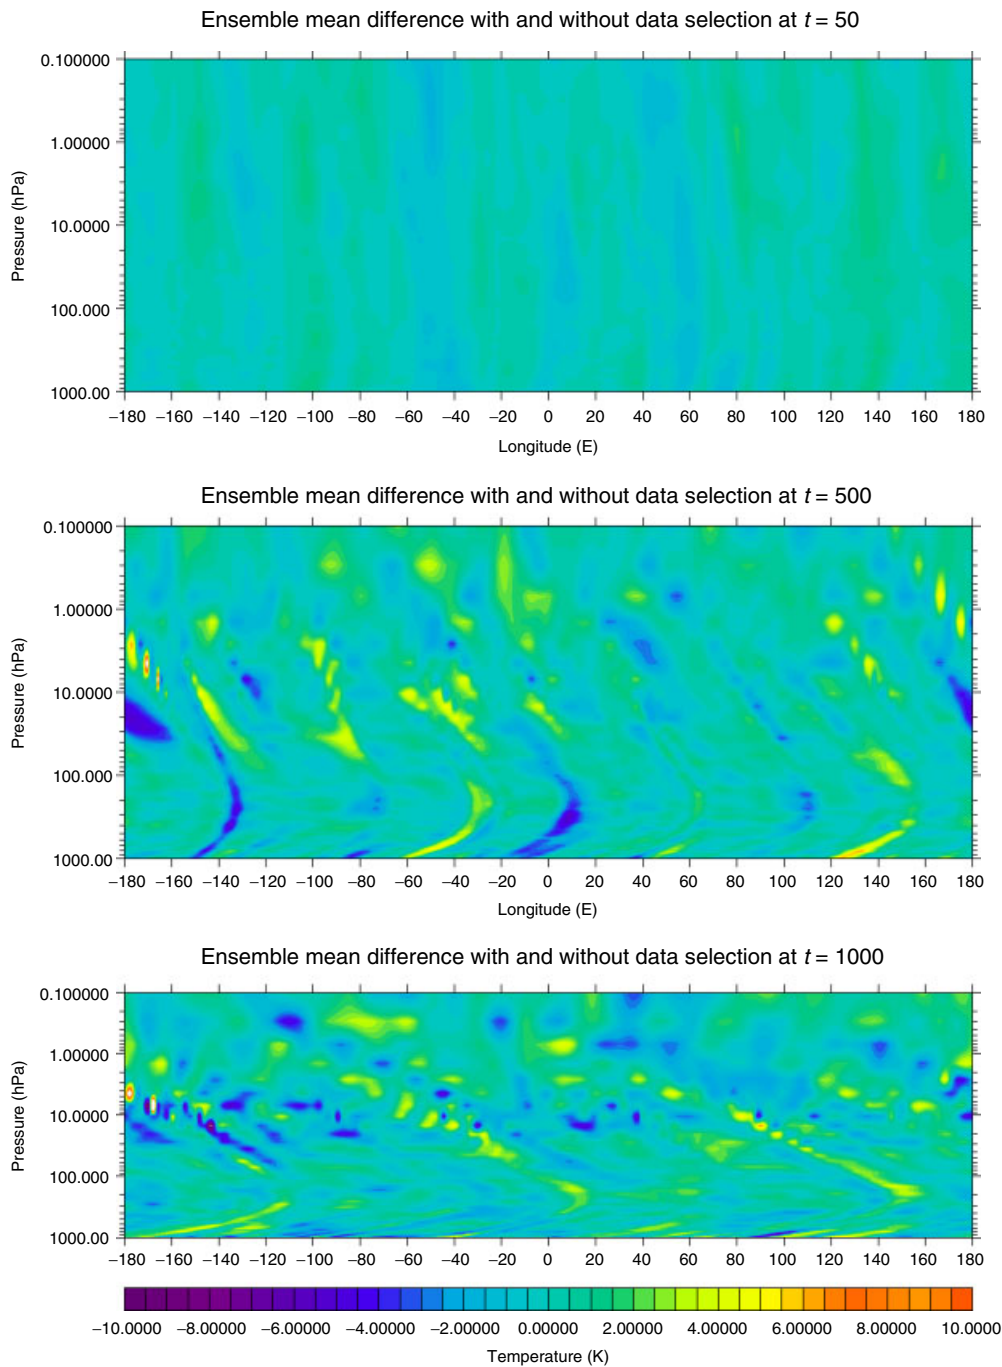 Ensemble mean difference with and without data selection at t = 50
0.100000
1.00000
10.0000
100.000
1000.00
Pressure (hPa)
−180 −160 −140 −120 −100 −80 −60 −40 −20 0 20 40 60 80 100 120 140 160 180
Longitude (E)
Ensemble mean difference with and without data selection at t = 500
0.100000
1.00000
10.0000
100.000
1000.00
Pressure (hPa)
−180 −160 −140 −120 −100 −80 −60 −40 −20 0 20 40 60 80 100 120 140 160 180
Longitude (E)
Ensemble mean difference with and without data selection at t = 1000
0.100000
1.00000
10.0000
100.000
1000.00
Pressure (hPa)
−180 −160 −140 −120 −100 −80 −60 −40 −20 0 20 40 60 80 100 120 140 160 180
−10.00000 −8.00000 −6.00000 −4.00000 −2.00000 0.00000 2.00000 4.00000 6.00000 8.00000 10.0000
Temperature (K)